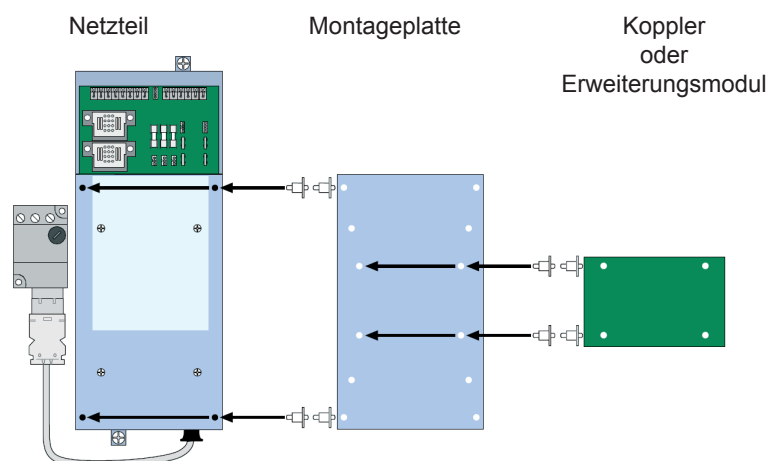 Netzteil
Montageplatte
Koppler
oder
Erweiterungsmodul